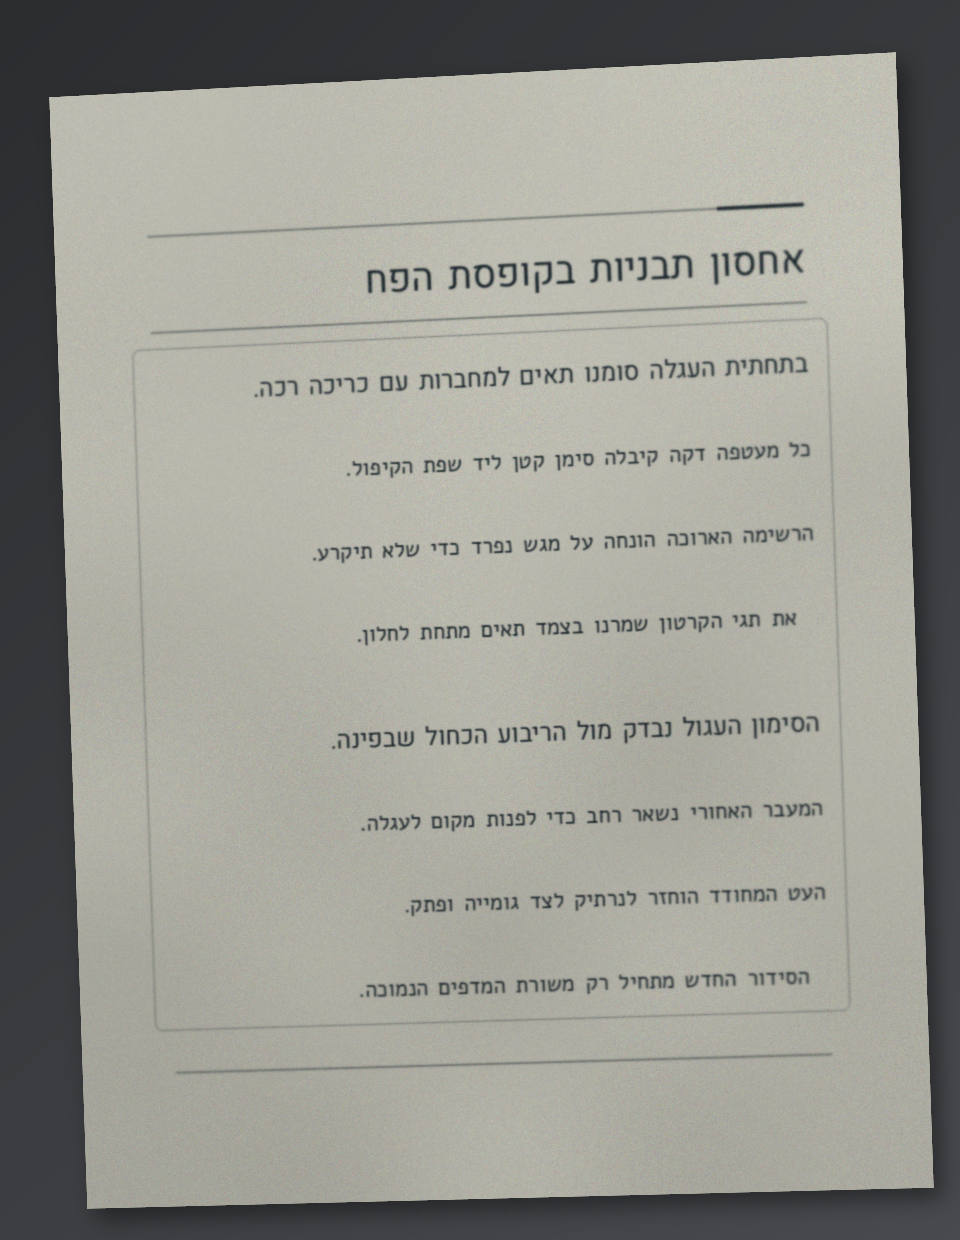 אחסון תבניות בקופסת הפח
בתחתית העגלה סומנו תאים למחברות עם כריכה רכה.
כל מעטפה דקה קיבלה סימן קטן ליד שפת הקיפול.
הרשימה הארוכה הונחה על מגש נפרד כדי שלא תיקרע.
את תגי הקרטון שמרנו בצמד תאים מתחת לחלון.
הסימון העגול נבדק מול הריבוע הכחול שבפינה.
המעבר האחורי נשאר רחב כדי לפנות מקום לעגלה.
העט המחודד הוחזר לנרתיק לצד גומייה ופתק.
הסידור החדש מתחיל רק משורת המדפים הנמוכה.